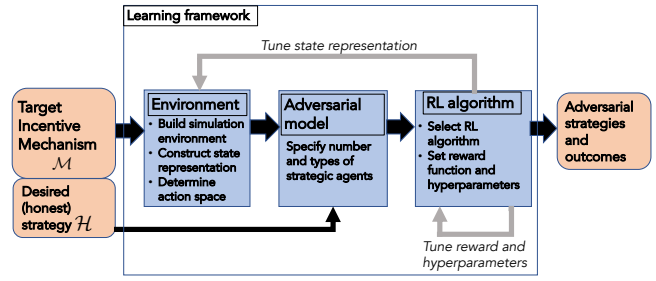 Learning framework
Tune state representation
Target
Incentive
Mechanism
ℳ
Desired
(honest)
strategy ℋ
Environment
• Build simulation
environment
• Construct state
representation
• Determine
action space
Adversarial
model
Specify number
and types of
strategic agents
RL algorithm
• Select RL
algorithm
• Set reward
function and
hyperparameters
Tune reward and
hyperparameters
Adversarial
strategies
and
outcomes